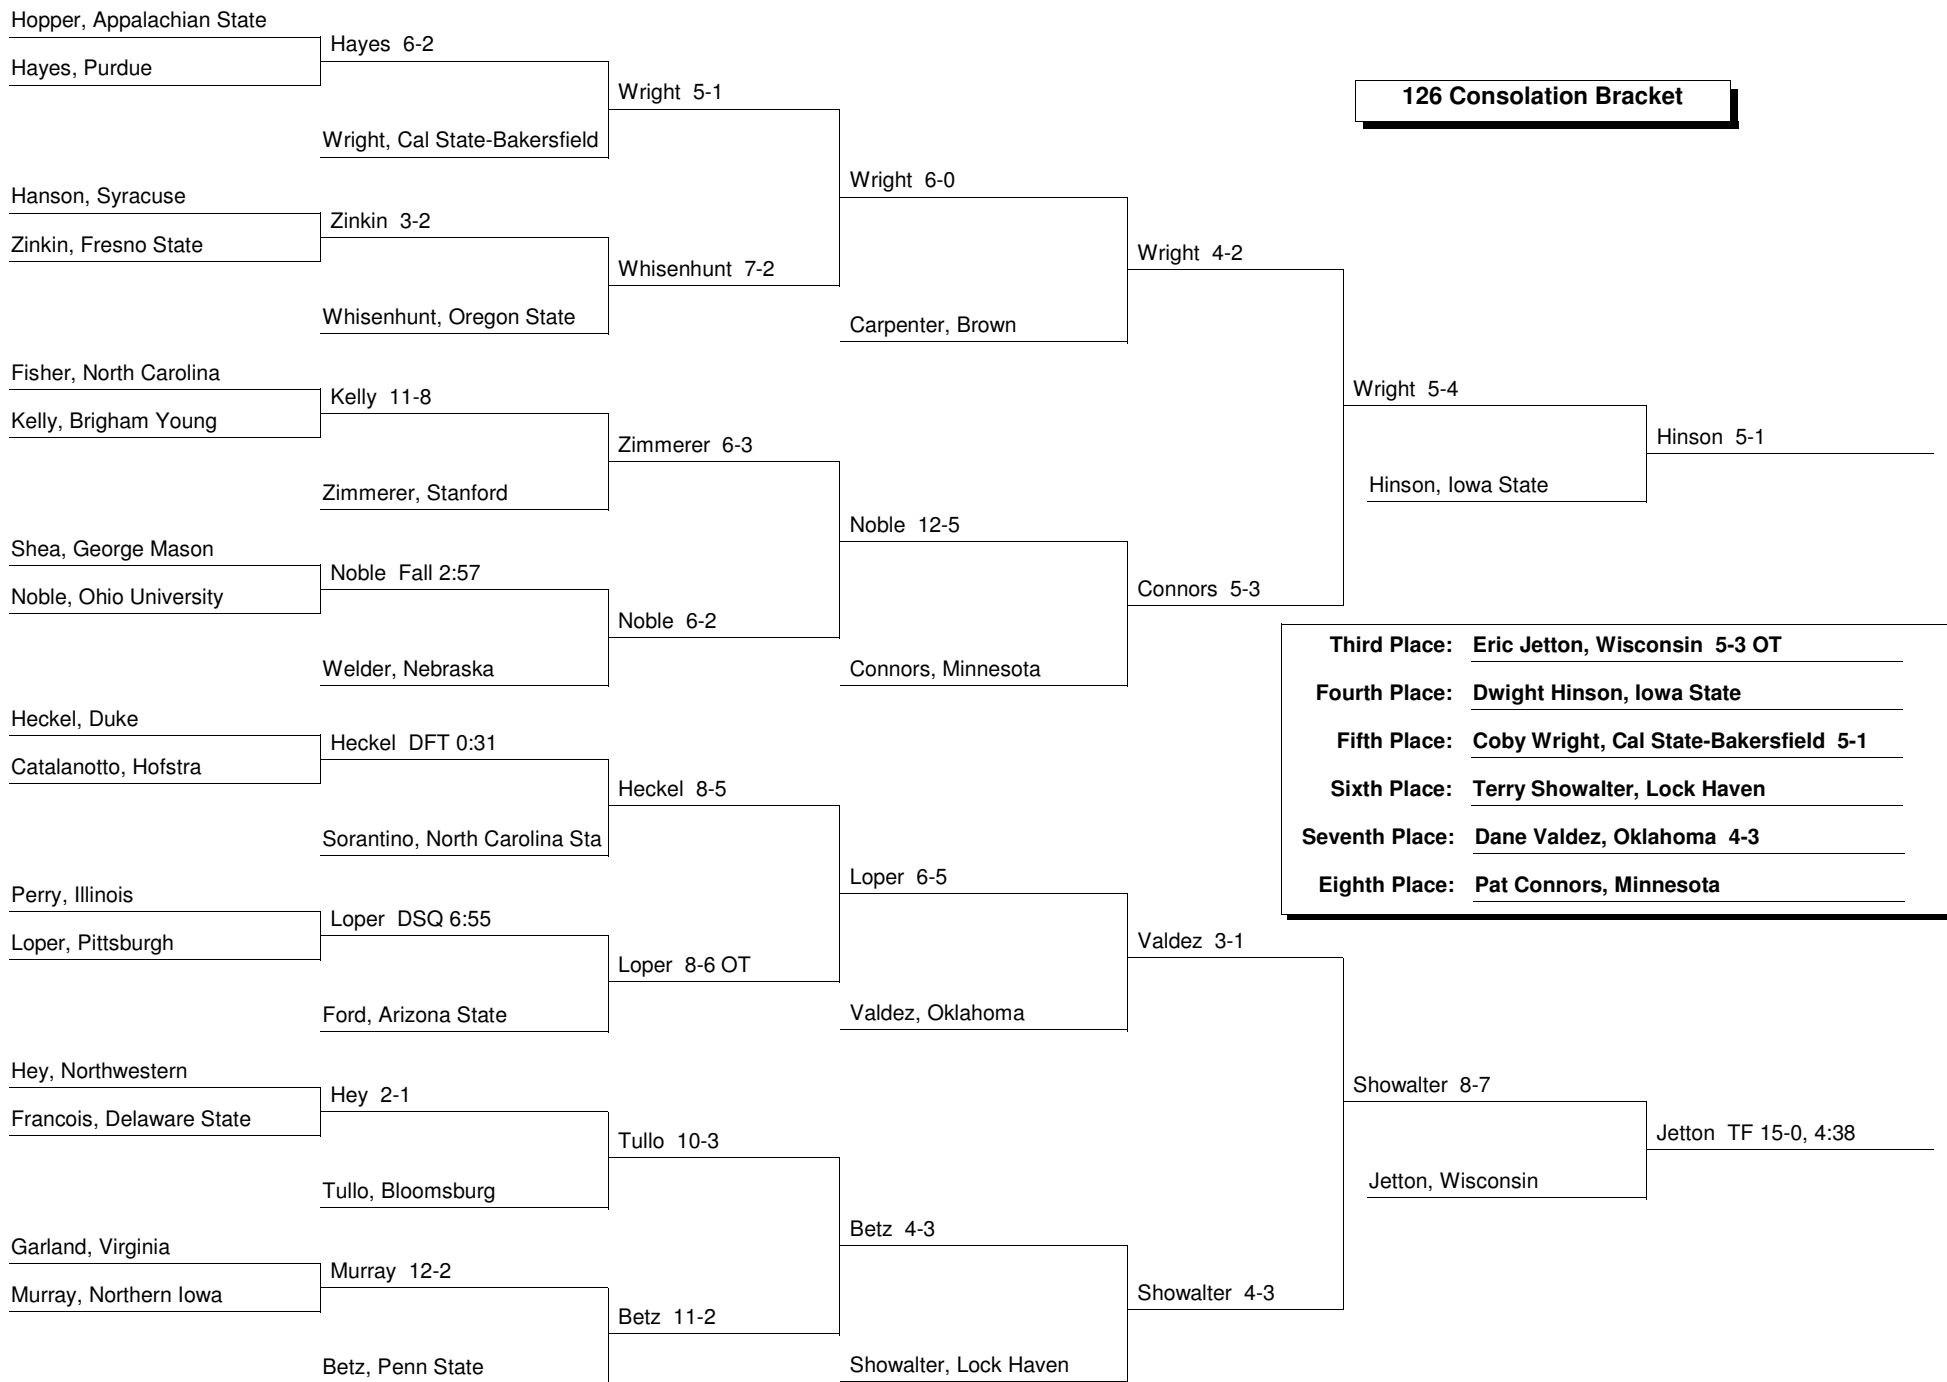 Hopper, Appalachian State
Hayes 6-2
Hayes, Purdue
Wright 5-1
126 Consolation Bracket
Wright, Cal State-Bakersfield
Wright 6-0
Hanson, Syracuse
Zinkin 3-2
Zinkin, Fresno State
Wright 4-2
Whisenhunt 7-2
Whisenhunt, Oregon State
Carpenter, Brown
Fisher, North Carolina
Wright 5-4
Kelly 11-8
Kelly, Brigham Young
Hinson 5-1
Zimmerer 6-3
Hinson, Iowa State
Zimmerer, Stanford
Noble 12-5
Shea, George Mason
Noble Fall 2:57
Connors 5-3
Noble, Ohio University
Noble 6-2
Third Place: Eric Jetton, Wisconsin 5-3 OT
Welder, Nebraska
Connors, Minnesota
Fourth Place: Dwight Hinson, Iowa State
Heckel, Duke
Heckel DFT 0:31
Fifth Place: Coby Wright, Cal State-Bakersfield 5-1
Catalanotto, Hofstra
Heckel 8-5
Sixth Place: Terry Showalter, Lock Haven
Sorantino, North Carolina Sta
Seventh Place: Dane Valdez, Oklahoma 4-3
Loper 6-5
Eighth Place: Pat Connors, Minnesota
Perry, Illinois
Loper DSQ 6:55
Loper, Pittsburgh
Valdez 3-1
Loper 8-6 OT
Ford, Arizona State
Valdez, Oklahoma
Hey, Northwestern
Showalter 8-7
Hey 2-1
Francois, Delaware State
Jetton TF 15-0, 4:38
Tullo 10-3
Jetton, Wisconsin
Tullo, Bloomsburg
Betz 4-3
Garland, Virginia
Murray 12-2
Showalter 4-3
Murray, Northern Iowa
Betz 11-2
Showalter, Lock Haven
Betz, Penn State